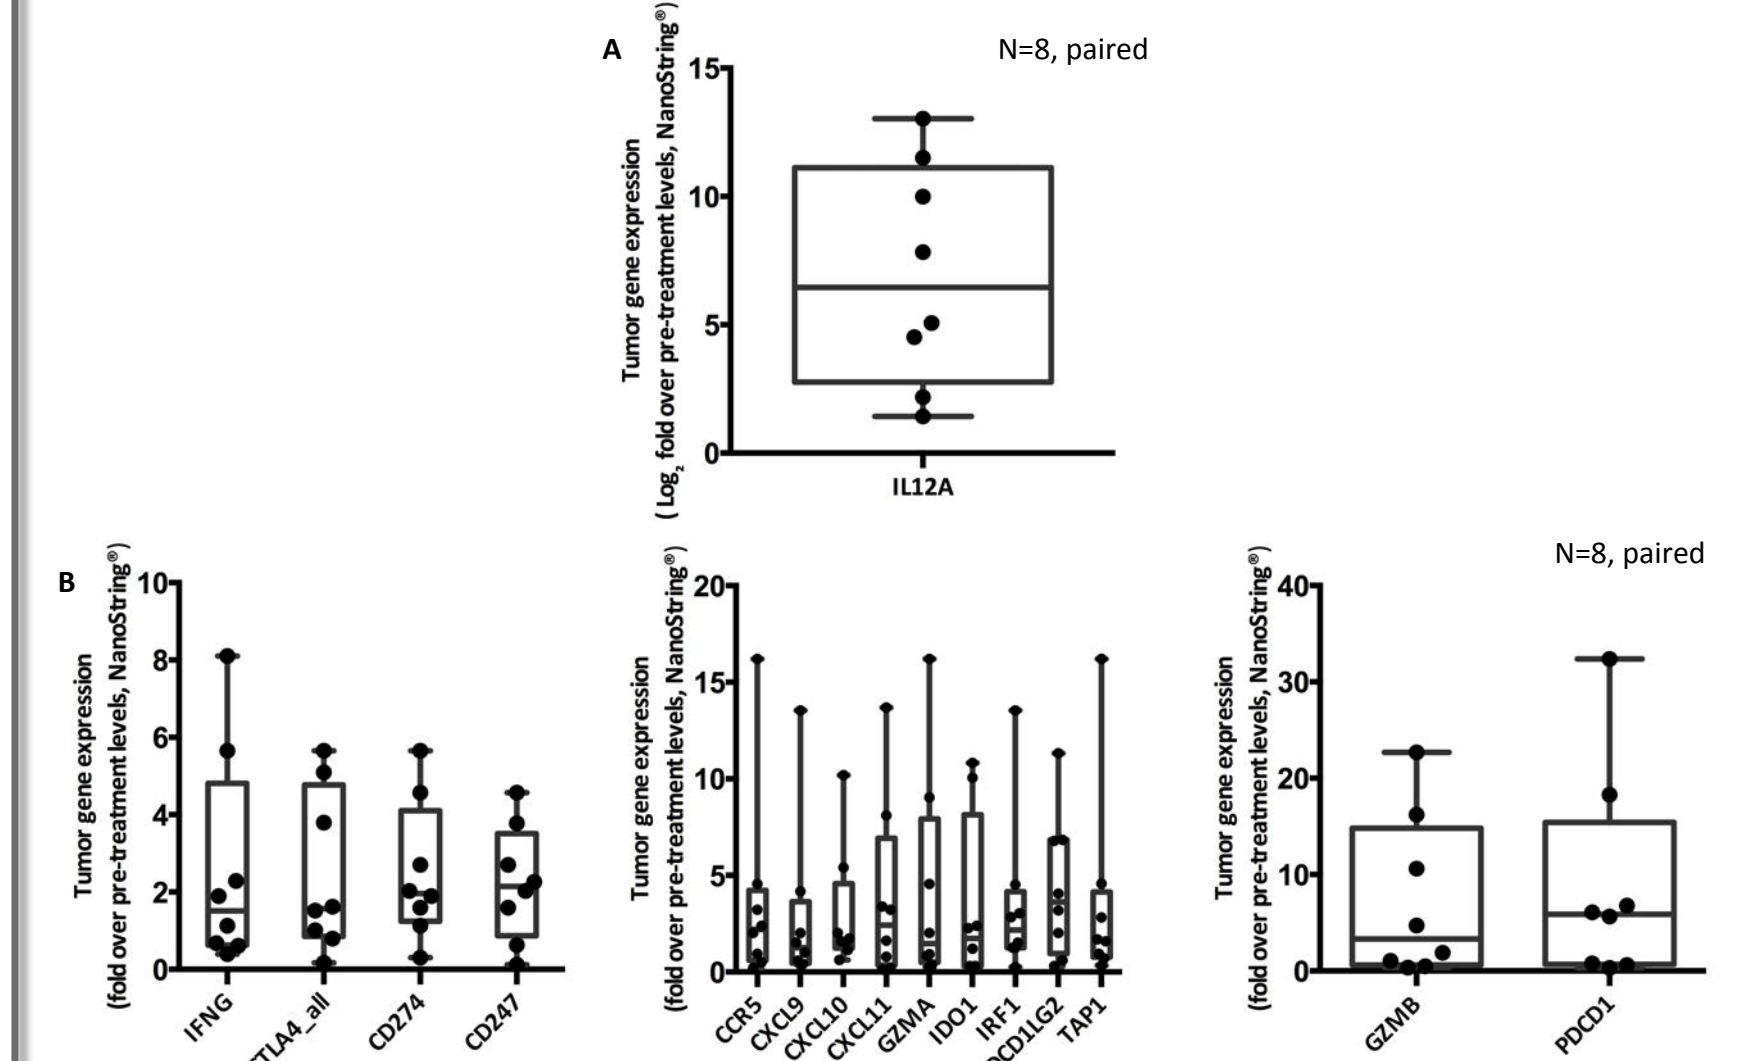 A
N=8, paired
Tumor gene expression
( Log2 fold over pre-treatment levels, NanoString®)
15
10
5
0
IL12A
B
Tumor gene expression
(fold over pre-treatment levels, NanoString®)
10
8
6
4
2
0
IFNG
TLA4_all
CD274
CD247
Tumor gene expression
(fold over pre-treatment levels, NanoString®)
20
15
10
5
0
CCR5
CXCL9
CXCL10
CXCL11
GZMA
IDO1
IRF1
DCD1LG2
TAP1
N=8, paired
Tumor gene expression
(fold over pre-treatment levels, NanoString®)
40
30
20
10
0
GZMB
PDCD1